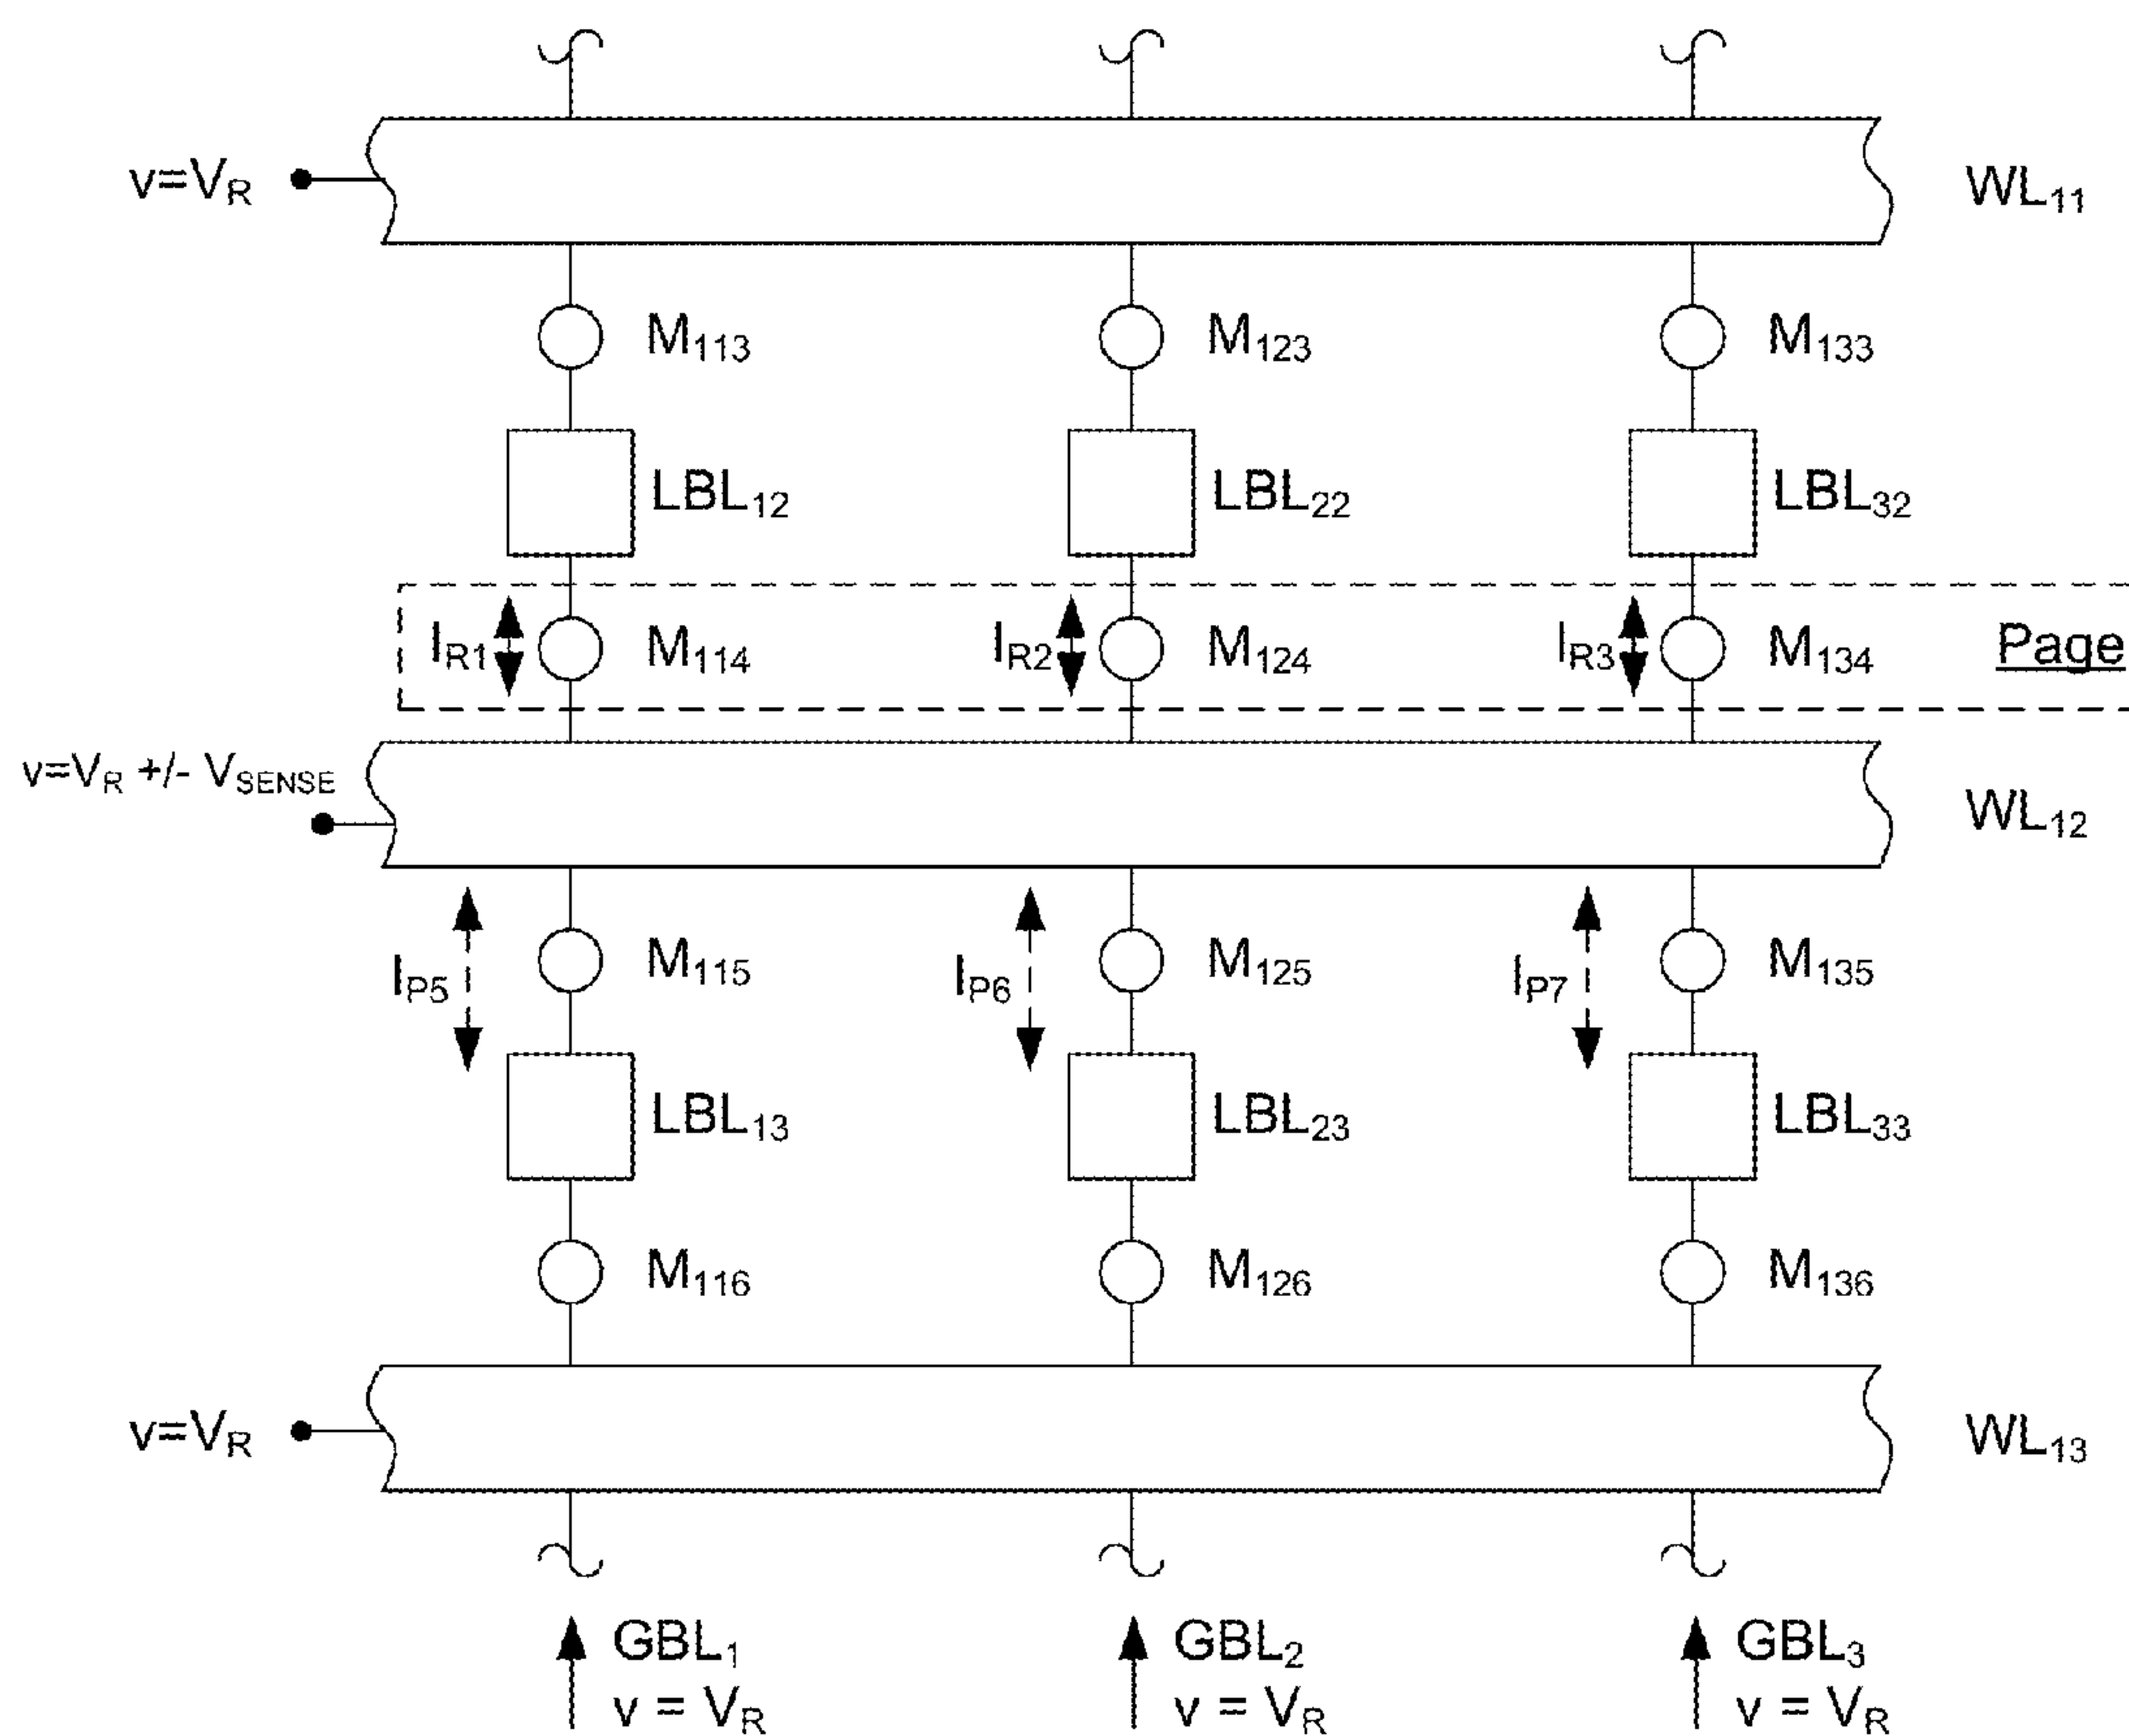 v=V_R WL_11
M_113 M_123 M_133
LBL_12 LBL_22 LBL_32
I_R1 M_114 I_R2 M_124 I_R3 M_134 Page
v=V_R +/- V_SENSE WL_12
I_P5 M_115 I_P6 M_125 I_P7 M_135
LBL_13 LBL_23 LBL_33
M_116 M_126 M_136
v=V_R WL_13
GBL_1 GBL_2 GBL_3
v = V_R v = V_R v = V_R